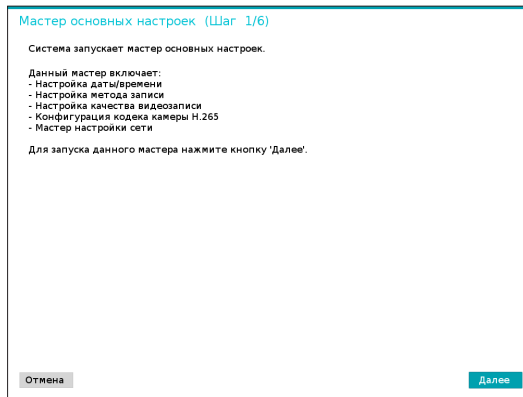 Мастер основных настроек (Шаг 1/6)
Система запускает мастер основных настроек.
Данный мастер включает:
- Настройка даты/времени
- Настройка метода записи
- Настройка качества видеозаписи
- Конфигурация кодека камеры H.265
- Мастер настройки сети
Для запуска данного мастера нажмите кнопку 'Далее'.
Отмена
Далее